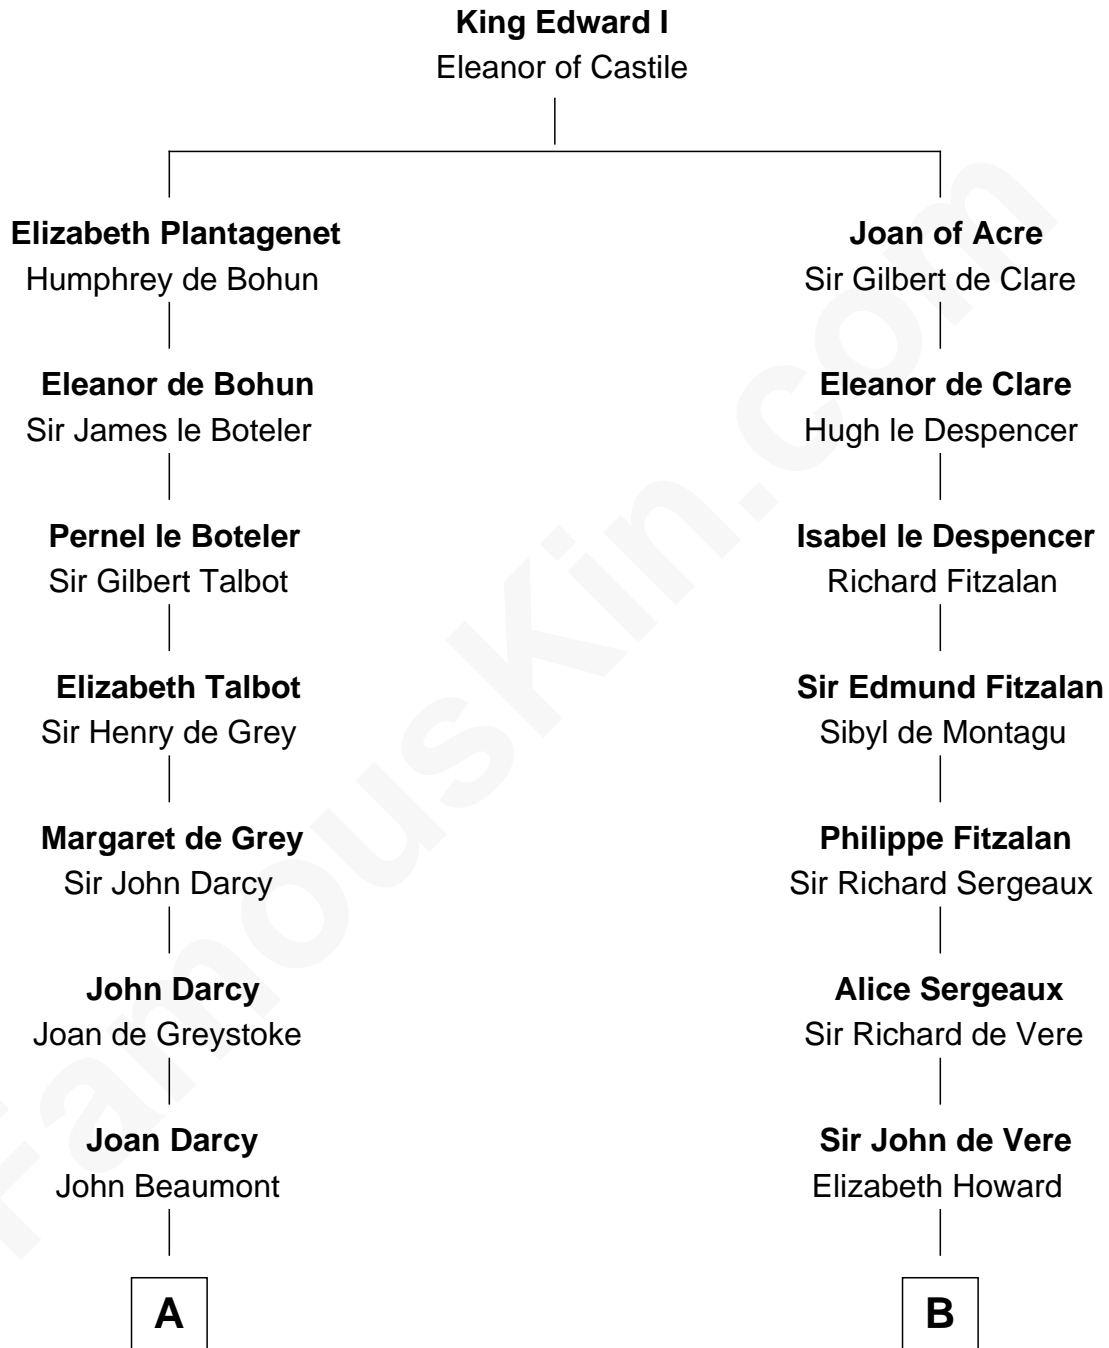 King Edward I
Eleanor of Castile
Elizabeth Plantagenet
Humphrey de Bohun
Eleanor de Bohun
Sir James le Boteler
Pernel le Boteler
Sir Gilbert Talbot
Elizabeth Talbot
Sir Henry de Grey
Margaret de Grey
Sir John Darcy
John Darcy
Joan de Greystoke
Joan Darcy
John Beaumont
A
Joan of Acre
Sir Gilbert de Clare
Eleanor de Clare
Hugh le Despencer
Isabel le Despencer
Richard Fitzalan
Sir Edmund Fitzalan
Sibyl de Montagu
Philippe Fitzalan
Sir Richard Sergeaux
Alice Sergeaux
Sir Richard de Vere
Sir John de Vere
Elizabeth Howard
B
FamousKin.com